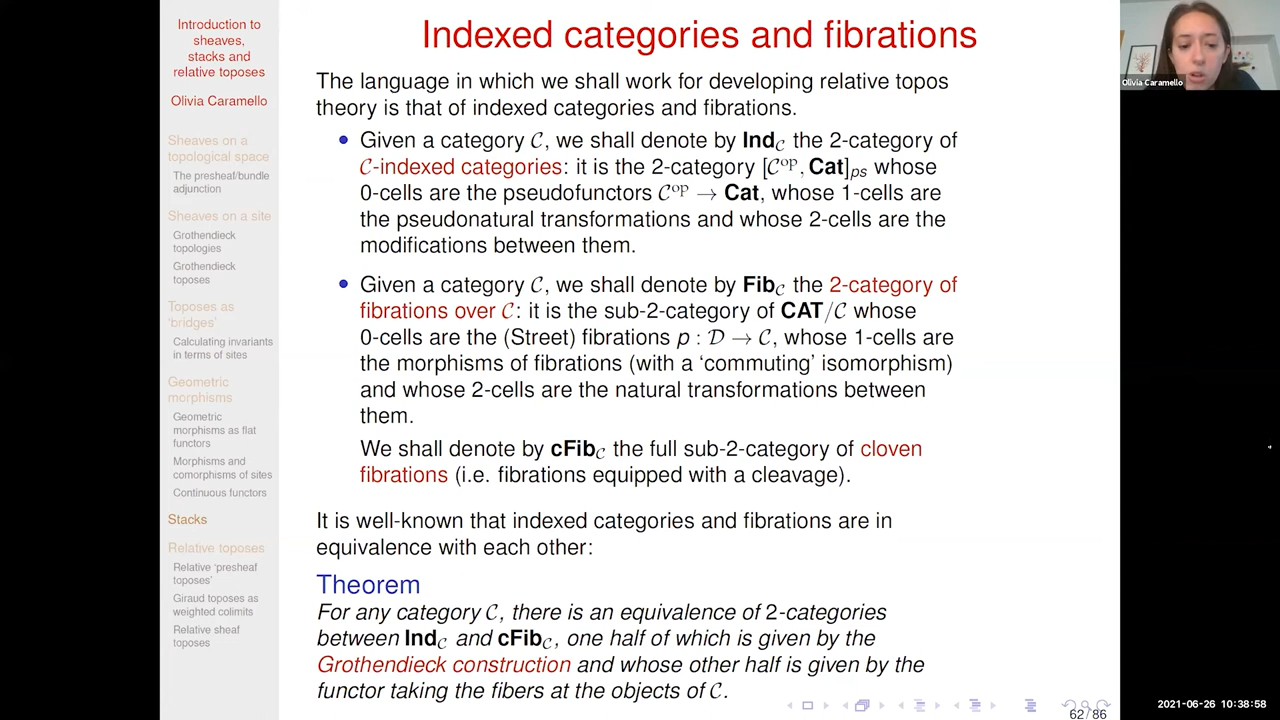 Introduction to
sheaves,
stacks and
relative toposes
Olivia Caramello
Sheaves on a
topological space
The presheaf/bundle
adjunction
Sheaves on a site
Grothendieck
topologies
Grothendieck
toposes
Toposes as
‘bridges’
Calculating invariants
in terms of sites
Geometric
morphisms
Geometric
morphisms as flat
functors
Morphisms and
comorphisms of sites
Continuous functors
Stacks
Relative toposes
Relative ‘presheaf
toposes’
Giraud toposes as
weighted colimits
Relative sheaf
toposes
Indexed categories and fibrations
The language in which we shall work for developing relative topos
theory is that of indexed categories and fibrations.
• Given a category 𝒞, we shall denote by Ind𝒞 the 2-category of
𝒞-indexed categories: it is the 2-category [𝒞op, Cat]ps whose
0-cells are the pseudofunctors 𝒞op → Cat, whose 1-cells are
the pseudonatural transformations and whose 2-cells are the
modifications between them.
• Given a category 𝒞, we shall denote by Fib𝒞 the 2-category of
fibrations over 𝒞: it is the sub-2-category of CAT/𝒞 whose
0-cells are the (Street) fibrations p : 𝒟 → 𝒞, whose 1-cells are
the morphisms of fibrations (with a ‘commuting’ isomorphism)
and whose 2-cells are the natural transformations between
them.
We shall denote by cFib𝒞 the full sub-2-category of cloven
fibrations (i.e. fibrations equipped with a cleavage).
It is well-known that indexed categories and fibrations are in
equivalence with each other:
Theorem
For any category 𝒞, there is an equivalence of 2-categories
between Ind𝒞 and cFib𝒞, one half of which is given by the
Grothendieck construction and whose other half is given by the
functor taking the fibers at the objects of 𝒞.
62/86
Olivia Caramello
2021-06-26 10:38:58